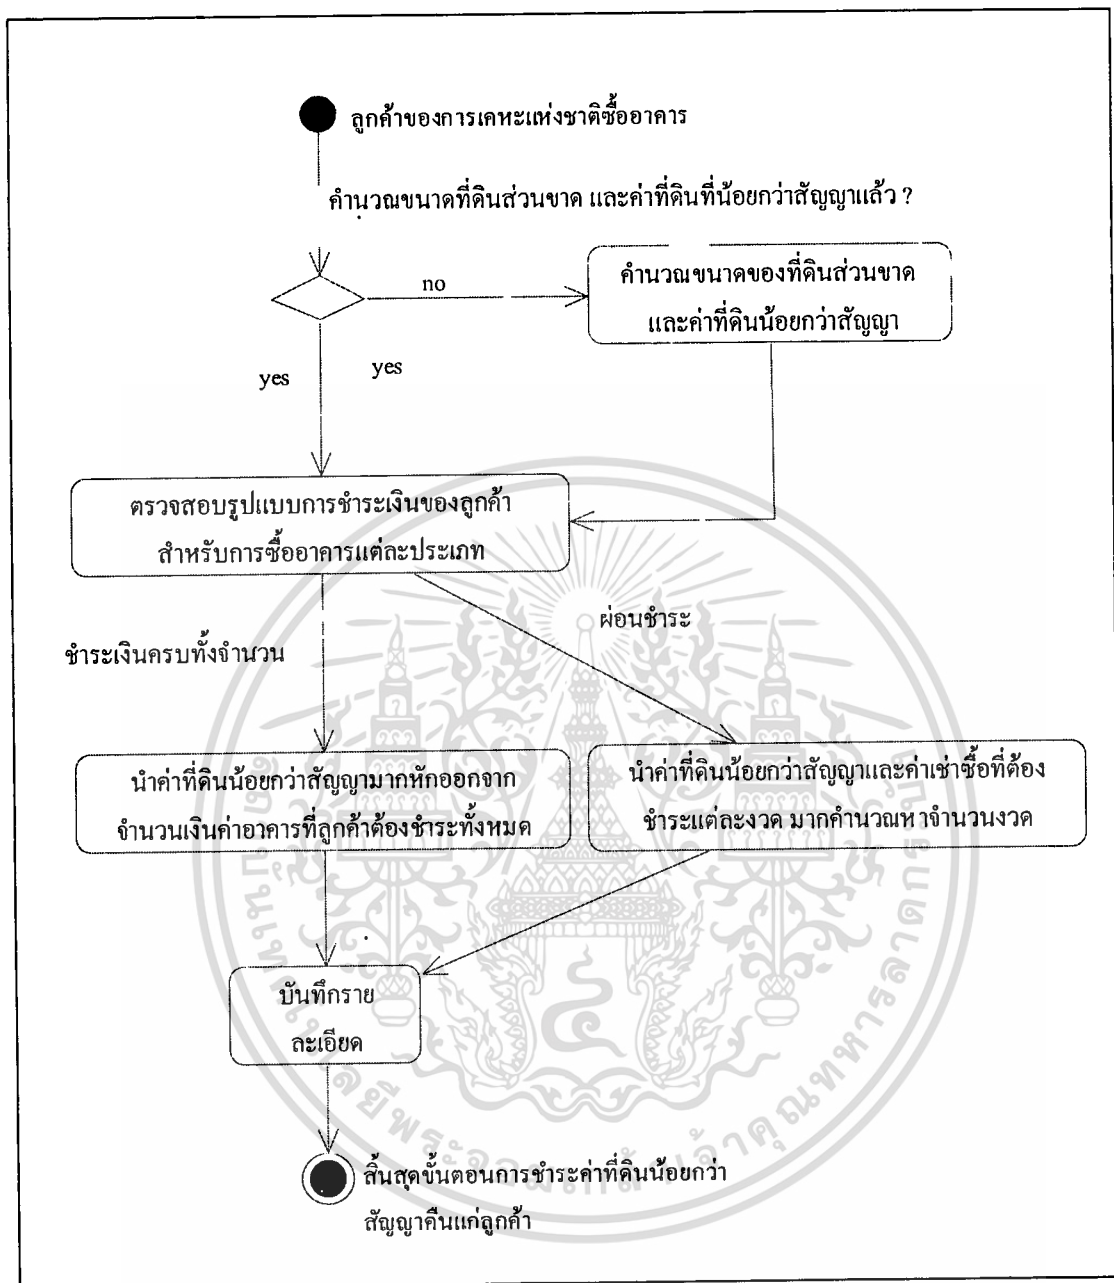 ลูกค้าของการเคหะแห่งชาติซื้ออาคาร
คำนวณขนาดที่ดินส่วนขาด และค่าที่ดินที่น้อยกว่าสัญญาแล้ว ?
no
คำนวณขนาดของที่ดินส่วนขาด
และค่าที่ดินน้อยกว่าสัญญา
yes
yes
ตรวจสอบรูปแบบการชำระเงินของลูกค้า
สำหรับการซื้ออาคารแต่ละประเภท
ผ่อนชำระ
ชำระเงินครบทั้งจำนวน
นำค่าที่ดินน้อยกว่าสัญญามากหักออกจาก
จำนวนเงินค่าอาคารที่ลูกค้าต้องชำระทั้งหมด
นำค่าที่ดินน้อยกว่าสัญญาและค่าเช่าซื้อที่ต้อง
ชำระแต่ละงวด มากคำนวณหาจำนวนงวด
บันทึกราย
ละเอียด
สิ้นสุดขั้นตอนการชำระค่าที่ดินน้อยกว่า
สัญญาคืนแก่ลูกค้า